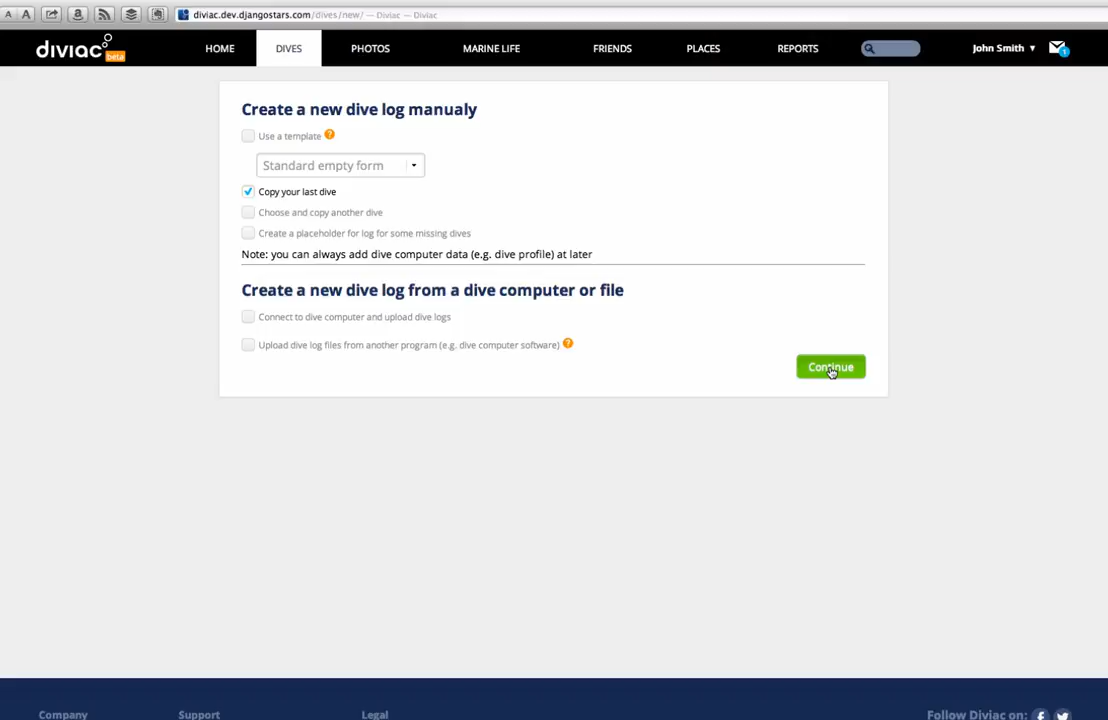 A A
diviac.dev.djangostars.com/dives/new/ — Diviac — Diviac
diviac beta
HOME DIVES PHOTOS MARINE LIFE FRIENDS PLACES REPORTS John Smith ▼ 1
Create a new dive log manualy
Use a template ?
Standard empty form
Copy your last dive
Choose and copy another dive
Create a placeholder for log for some missing dives
Note: you can always add dive computer data (e.g. dive profile) at later
Create a new dive log from a dive computer or file
Connect to dive computer and upload dive logs
Upload dive log files from another program (e.g. dive computer software) ?
Continue
Company Support Legal Follow Diviac on: